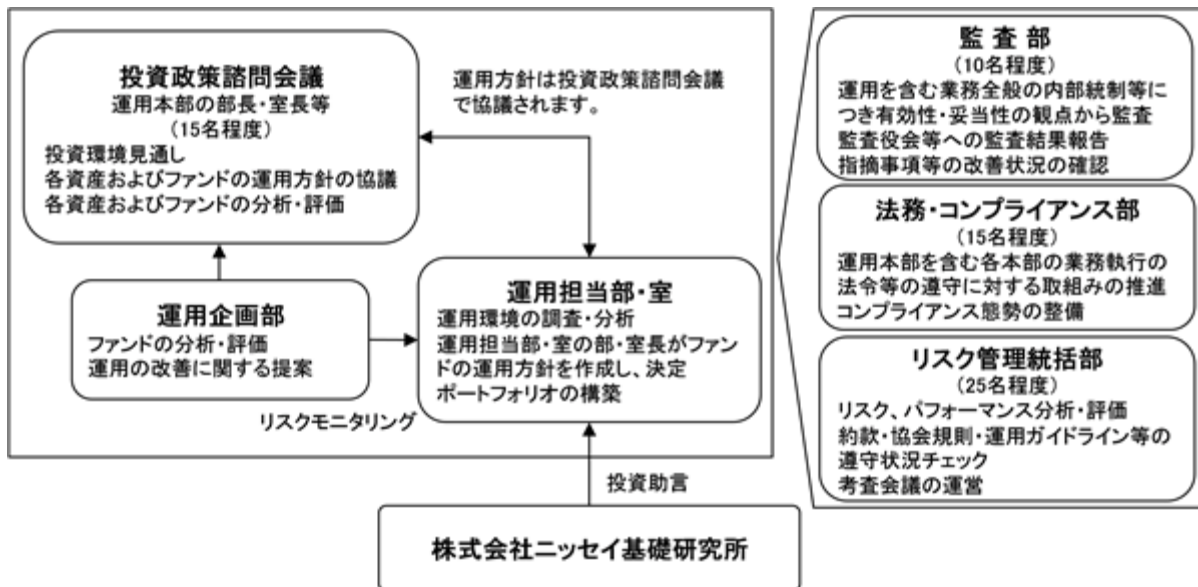 投資政策諮問会議
運用本部の部長・室長等
(15名程度)
投資環境見通し
各資産およびファンドの運用方針の協議
各資産およびファンドの分析・評価
運用方針は投資政策諮問会議
で協議されます。
運用企画部
ファンドの分析・評価
運用の改善に関する提案
リスクモニタリング
運用担当部・室
運用環境の調査・分析
運用担当部・室の部・室長がファン
ドの運用方針を作成し、決定
ポートフォリオの構築
投資助言
株式会社ニッセイ基礎研究所
監 査 部
(10名程度)
運用を含む業務全般の内部統制等に
つき有効性・妥当性の観点から監査
監査役会等への監査結果報告
指摘事項等の改善状況の確認
法務・コンプライアンス部
(15名程度)
運用本部を含む各本部の業務執行の
法令等の遵守に対する取組みの推進
コンプライアンス態勢の整備
リスク管理統括部
(25名程度)
リスク、パフォーマンス分析・評価
約款・協会規則・運用ガイドライン等の
遵守状況チェック
考査会議の運営